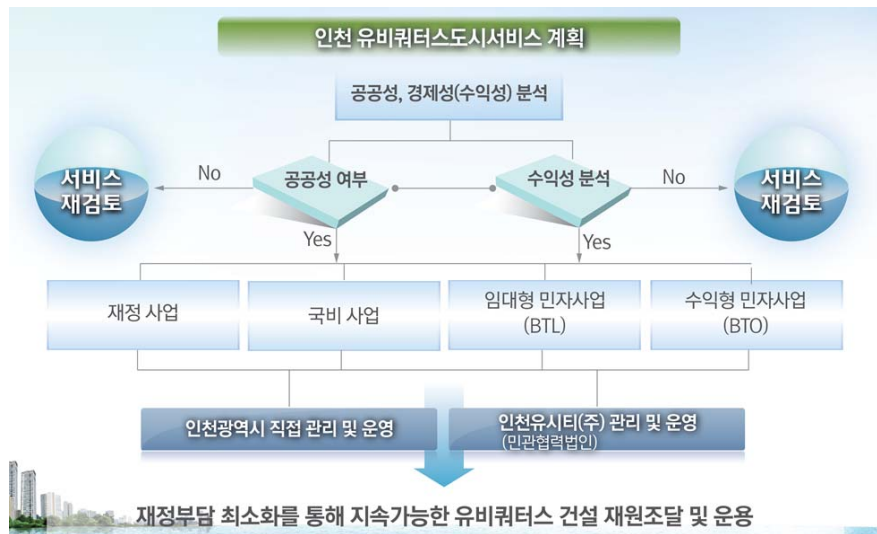 인천 유비쿼터스도시서비스 계획
공공성, 경제성(수익성) 분석
서비스
재검토
No
공공성 여부
수익성 분석
No
서비스
재검토
Yes
Yes
재정 사업
국비 사업
임대형 민자사업
(BTL)
수익형 민자사업
(BTO)
인천광역시 직접 관리 및 운영
인천유시티(주) 관리 및 운영
(민관협력법인)
재정부담 최소화를 통해 지속가능한 유비쿼터스 건설 재원조달 및 운용